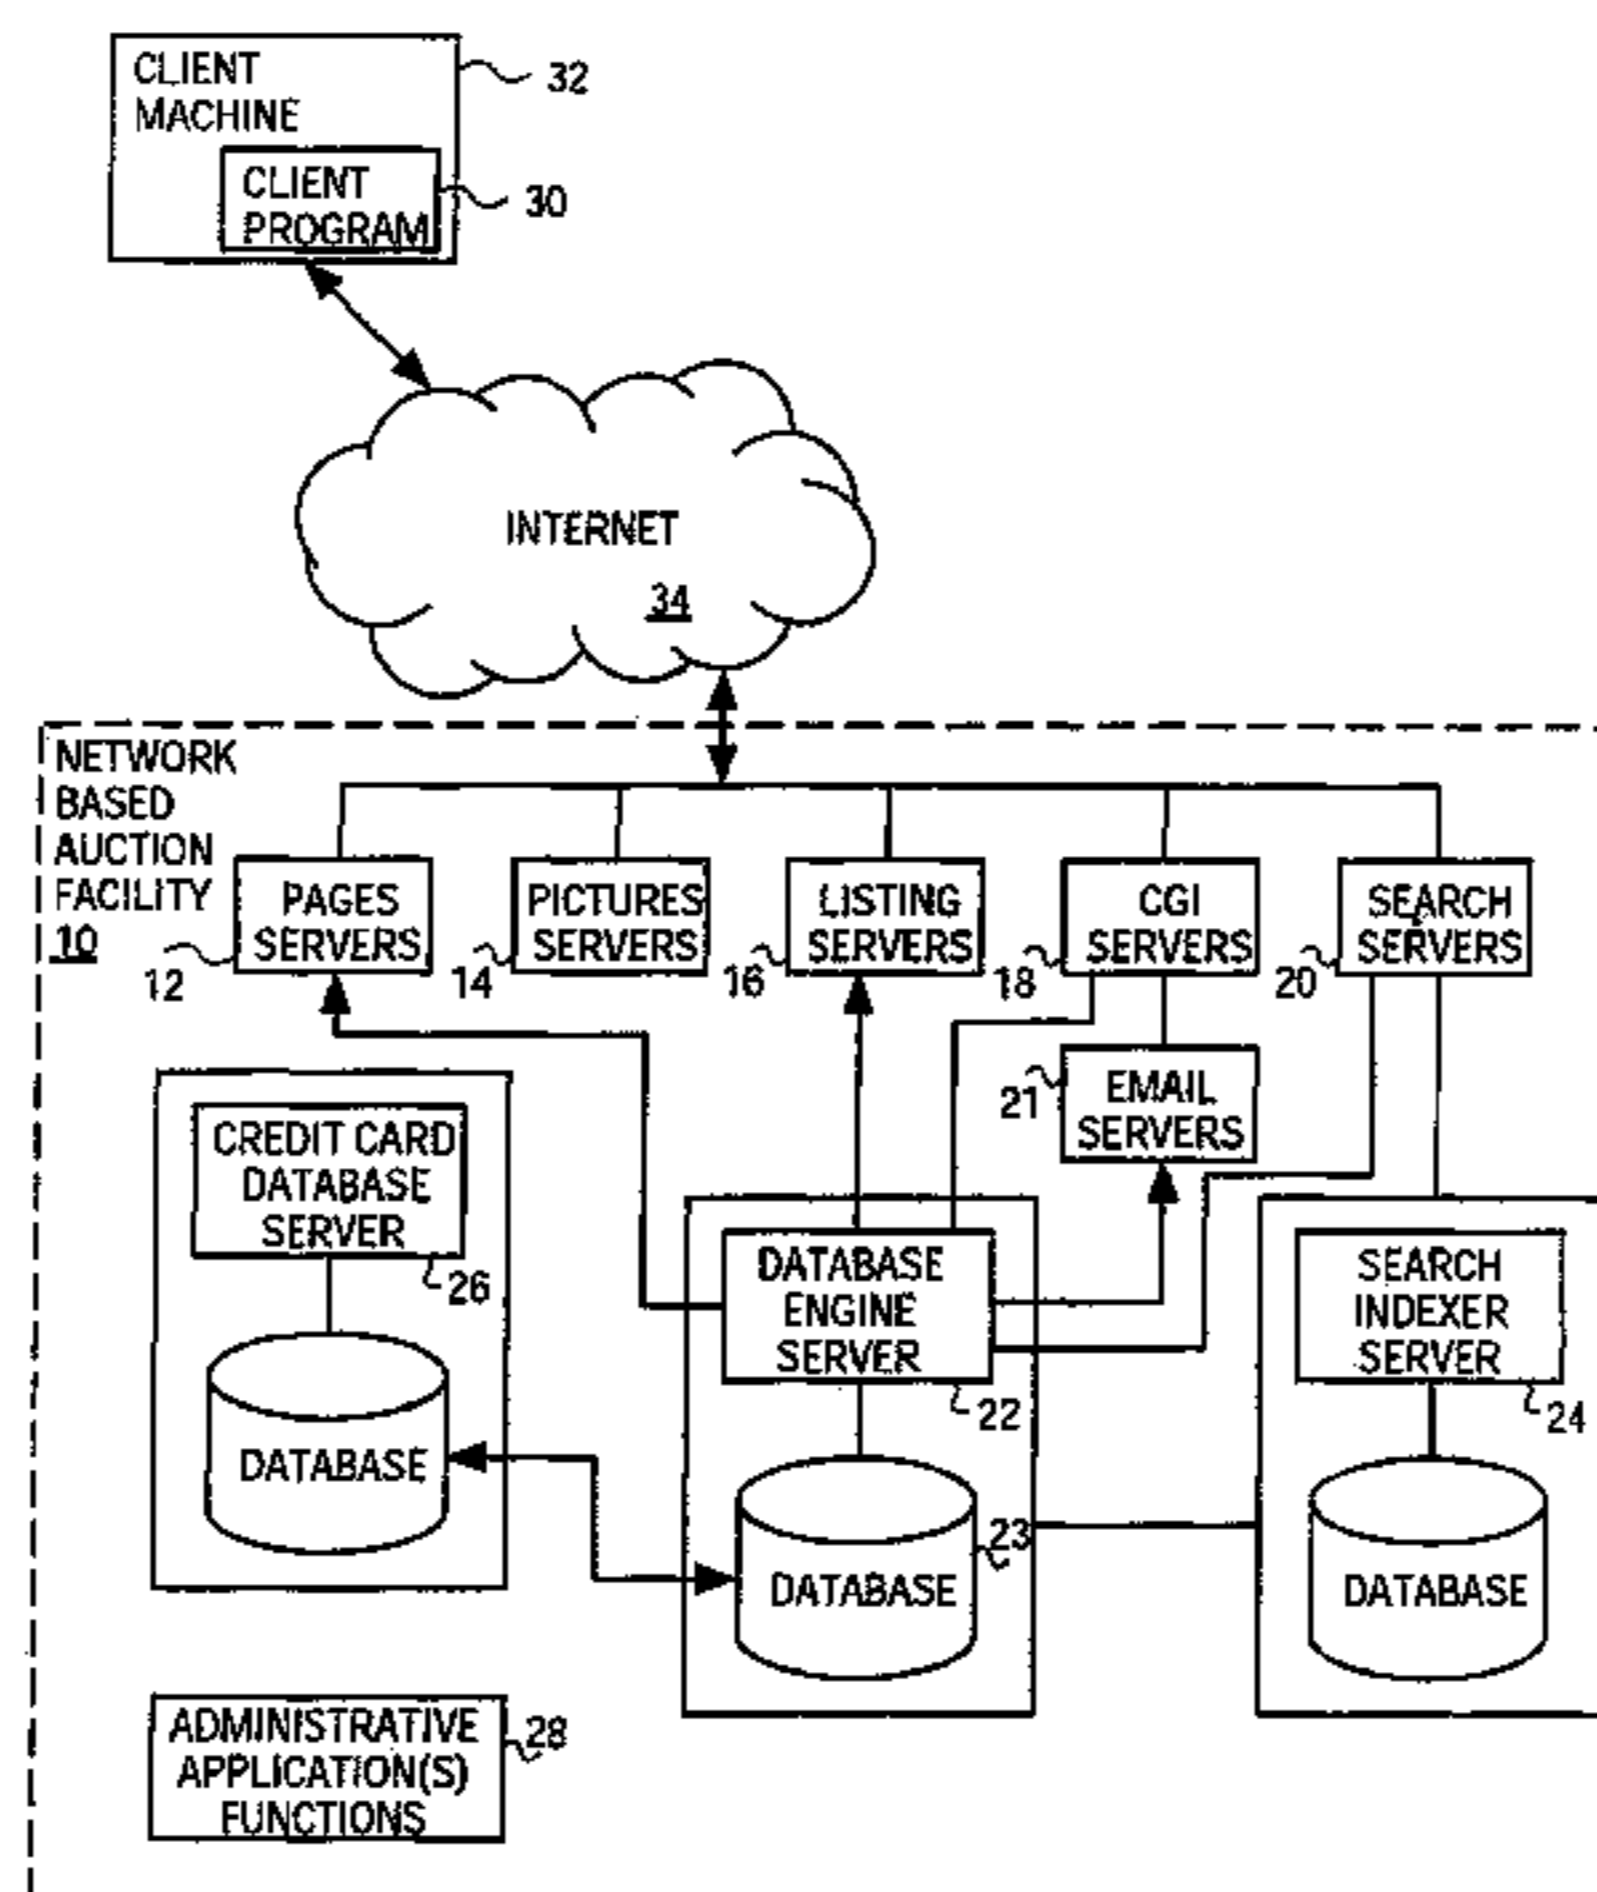 CLIENT
MACHINE
32
CLIENT
PROGRAM
30
INTERNET
34
NETWORK
BASED
AUCTION
FACILITY
10
PAGES
SERVERS
12
PICTURES
SERVERS
14
LISTING
SERVERS
16
CGI
SERVERS
18
SEARCH
SERVERS
20
EMAIL
SERVERS
21
CREDIT CARD
DATABASE
SERVER
26
DATABASE
DATABASE
ENGINE
SERVER
22
DATABASE
23
SEARCH
INDEXER
SERVER
24
DATABASE
ADMINISTRATIVE
APPLICATION(S)
FUNCTIONS
28